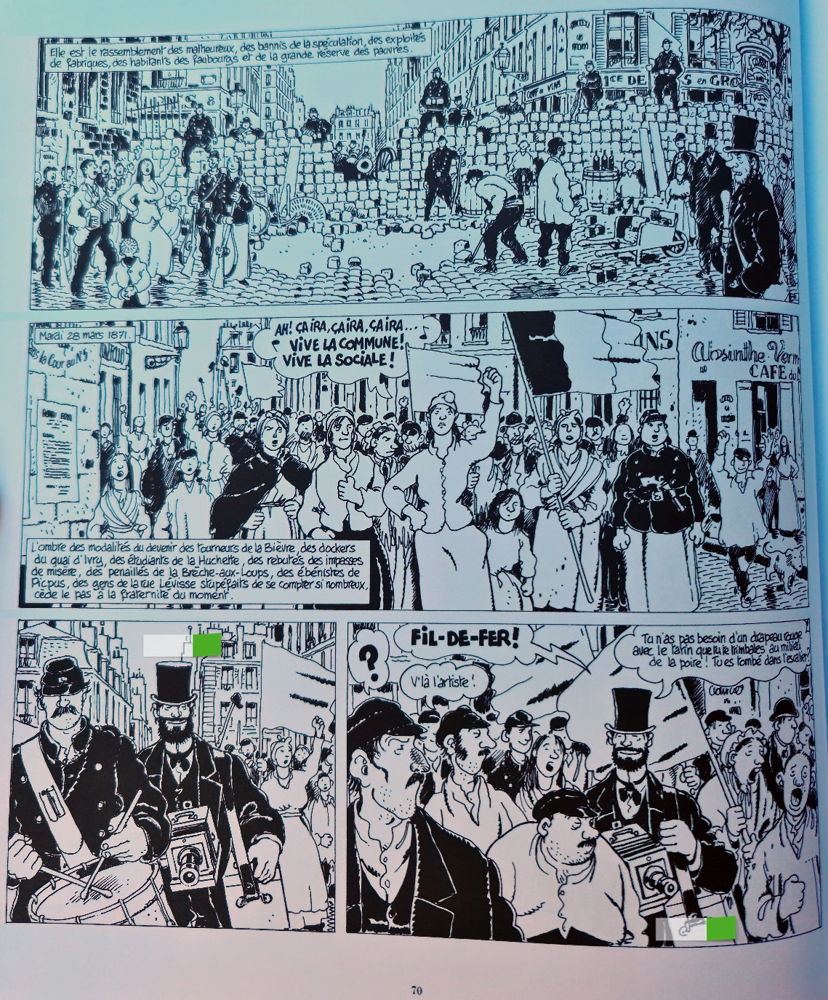 Elle est le rassemblement des malheureux, des bannis de la spéculation, des exploités
de fabriques, des habitants des faubourgs et de la grande réserve des pauvres.
CE DE
S en GRO
Mardi 28 mars 1871.
AH! ÇA IRA, ÇA IRA, ÇA IRA...
VIVE LA COMMUNE!
VIVE LA SOCIALE!
INS
Absinthe Verm
CAFE du
L'ombre des modalités du devenir des tourneurs de la Bièvre, des dockers
du quai d'Ivry, des étudiants de la Huchette, des rebutés des impasses
de misère, des penaillés de la Brèche-aux-Loups, des ébénistes de
Picpus, des gens de la rue Lévisse stupéfaits de se compter si nombreux,
cède le pas à la fraternité du moment.
?
FIL-DE-FER!
V'là l'artiste!
Tu n'as pas besoin d'un drapeau rouge
avec le tarin que tu te trimbales au milieu
de la poire! Tu es tombé dans l'escalier?
70